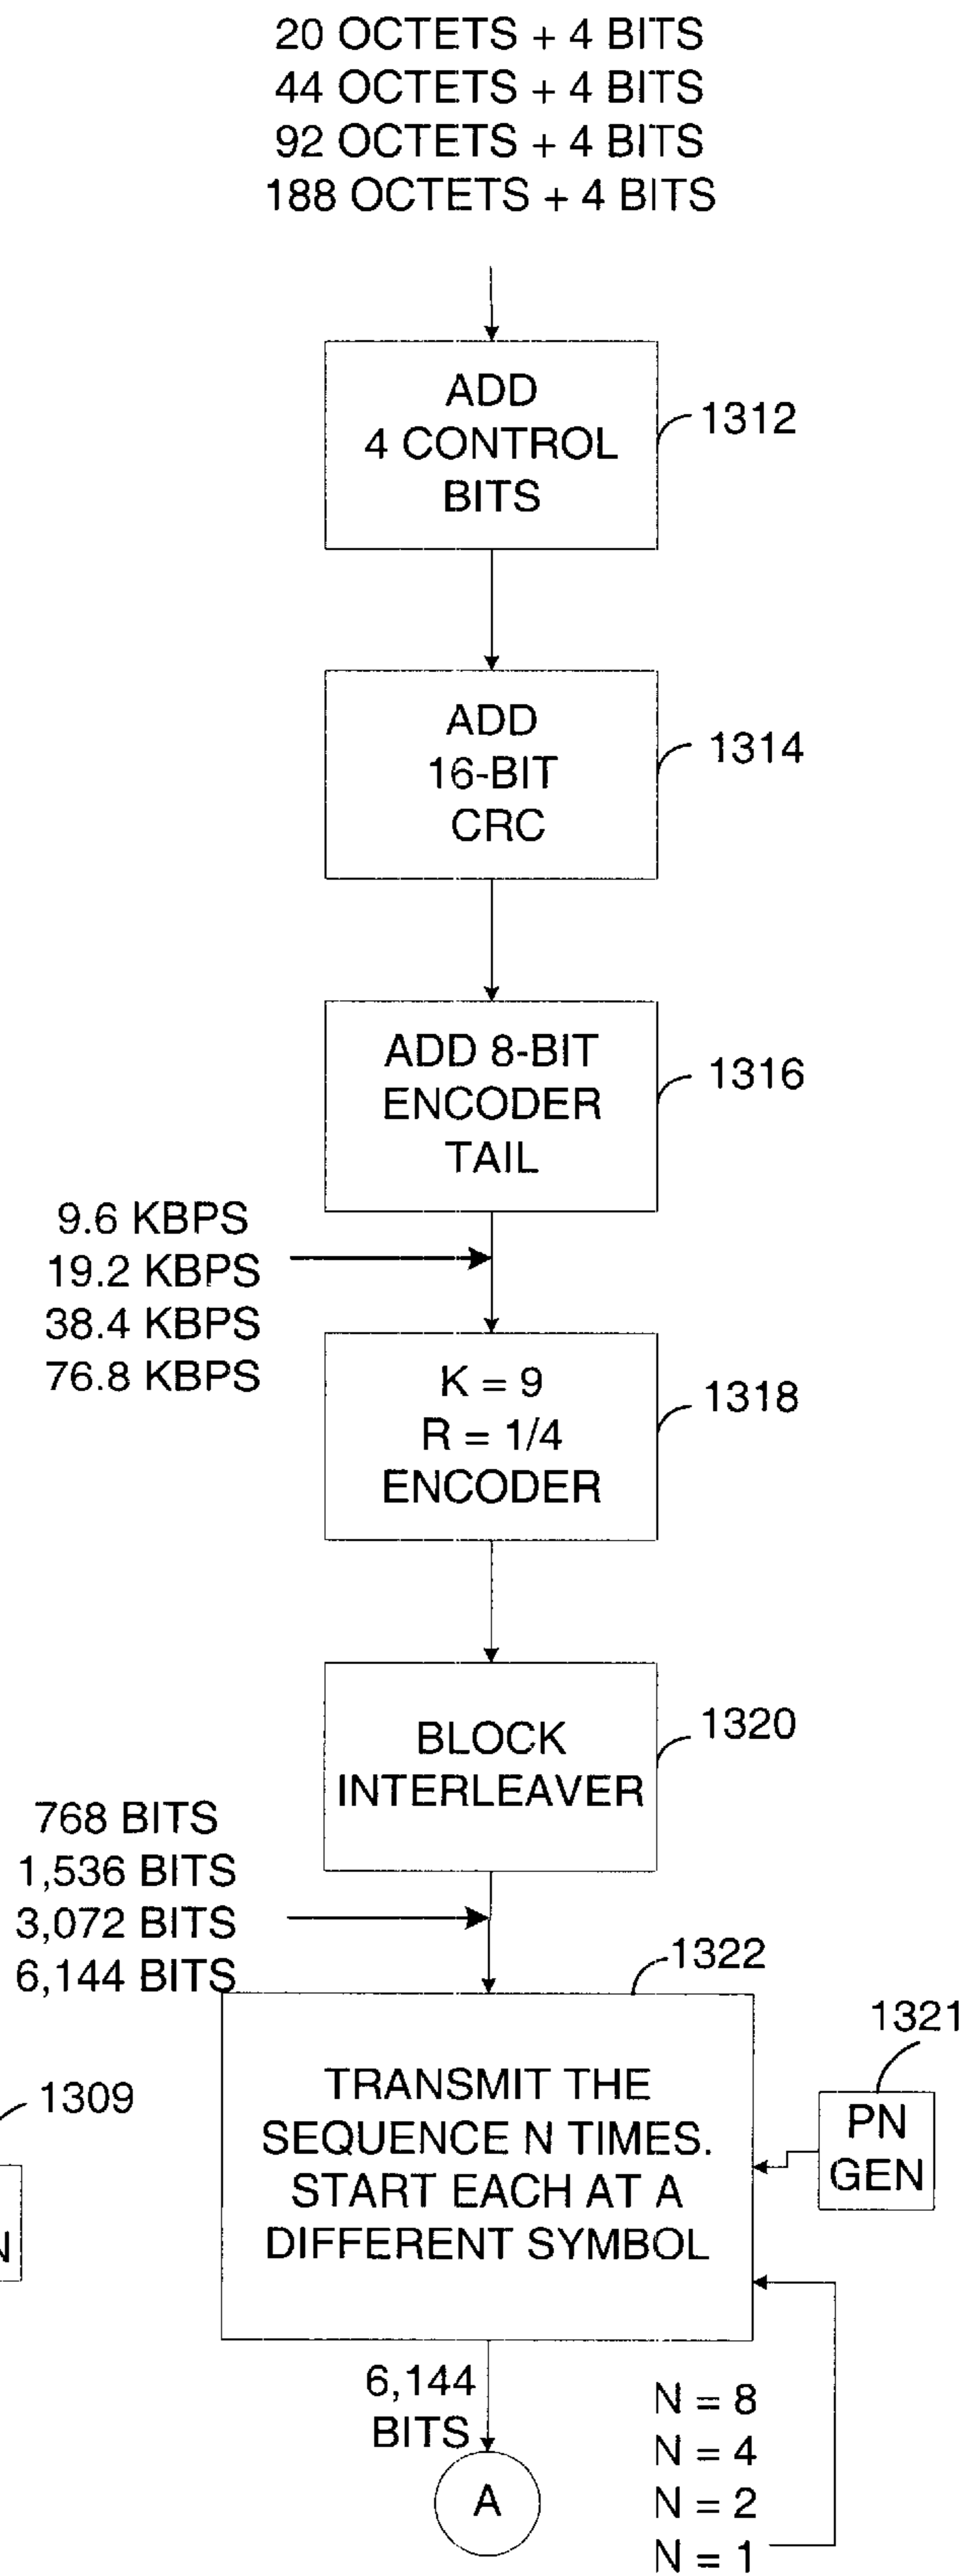 20 OCTETS + 4 BITS
44 OCTETS + 4 BITS
92 OCTETS + 4 BITS
188 OCTETS + 4 BITS
ADD
4 CONTROL
BITS
1312
ADD
16-BIT
CRC
1314
ADD 8-BIT
ENCODER
TAIL
1316
9.6 KBPS
19.2 KBPS
38.4 KBPS
76.8 KBPS
K = 9
R = 1/4
ENCODER
1318
BLOCK
INTERLEAVER
1320
768 BITS
1,536 BITS
3,072 BITS
6,144 BITS
1322
TRANSMIT THE
SEQUENCE N TIMES.
START EACH AT A
DIFFERENT SYMBOL
1321
PN
GEN
1309
N
6,144
BITS
A
N = 8
N = 4
N = 2
N = 1